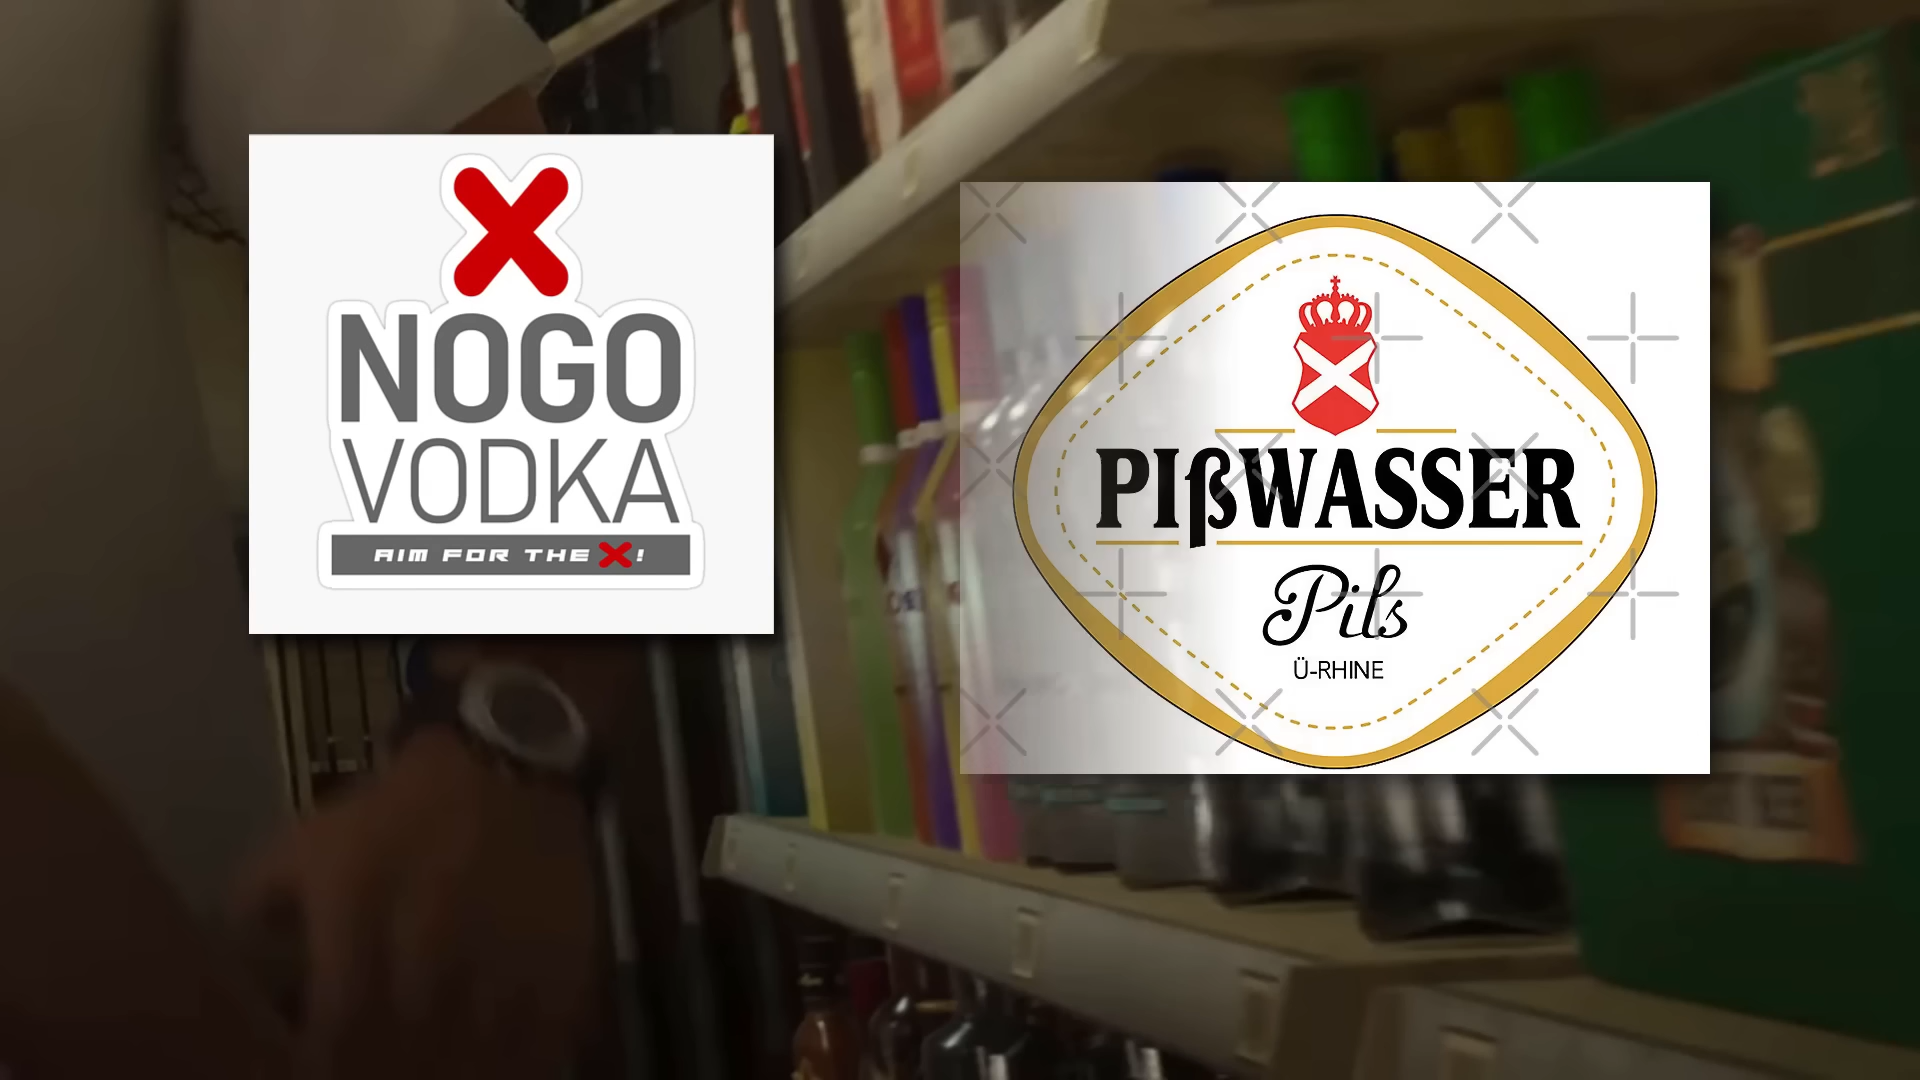 NOGO
VODKA
AIM FOR THE X!
PIßWASSER
Pils
Ü-RHINE